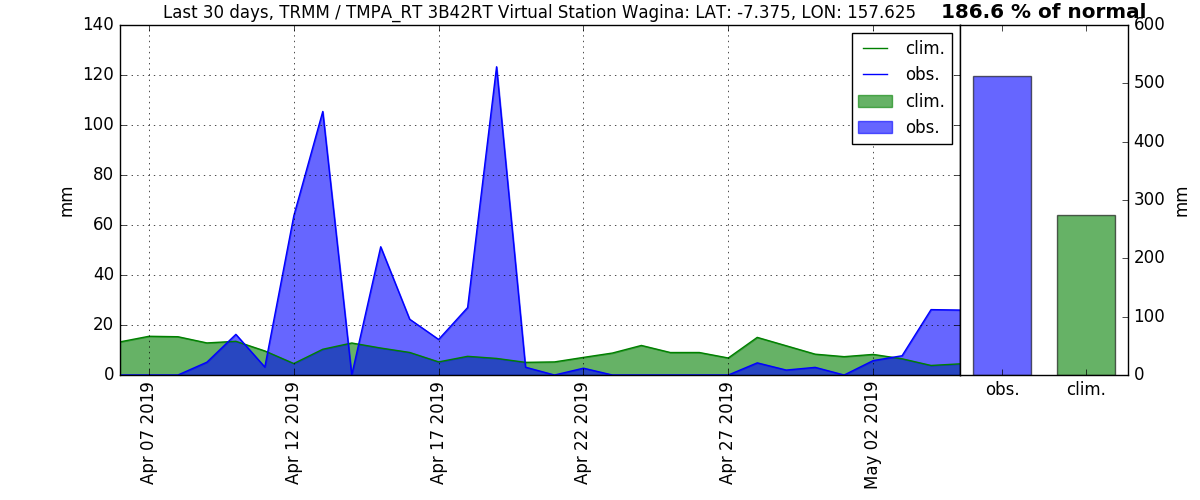 Last 30 days, TRMM / TMPA_RT 3B42RT Virtual Station Wagina: LAT: -7.375, LON: 157.625
186.6 % of normal
140
120
100
80
60
40
20
0
mm
clim.
obs.
clim.
obs.
Apr 07 2019
Apr 12 2019
Apr 17 2019
Apr 22 2019
Apr 27 2019
May 02 2019
600
500
400
300
200
100
0
mm
obs.
clim.